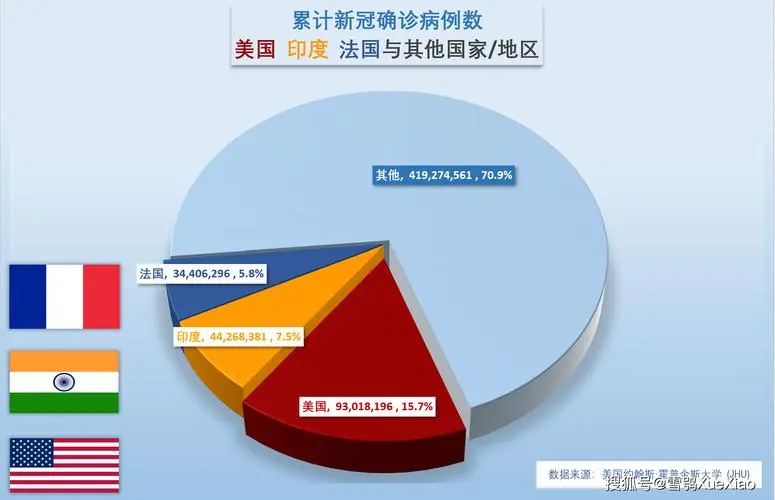 累计新冠确诊病例数
美国 印度 法国与其他国家/地区
其他, 419,274,561 , 70.9%
法国, 34,406,296 , 5.8%
印度, 44,268,381 , 7.5%
美国, 93,018,196 , 15.7%
数据来源: 美国约翰斯·霍普金斯大学 (JHU)
搜狐号@雪鸮XueXiao